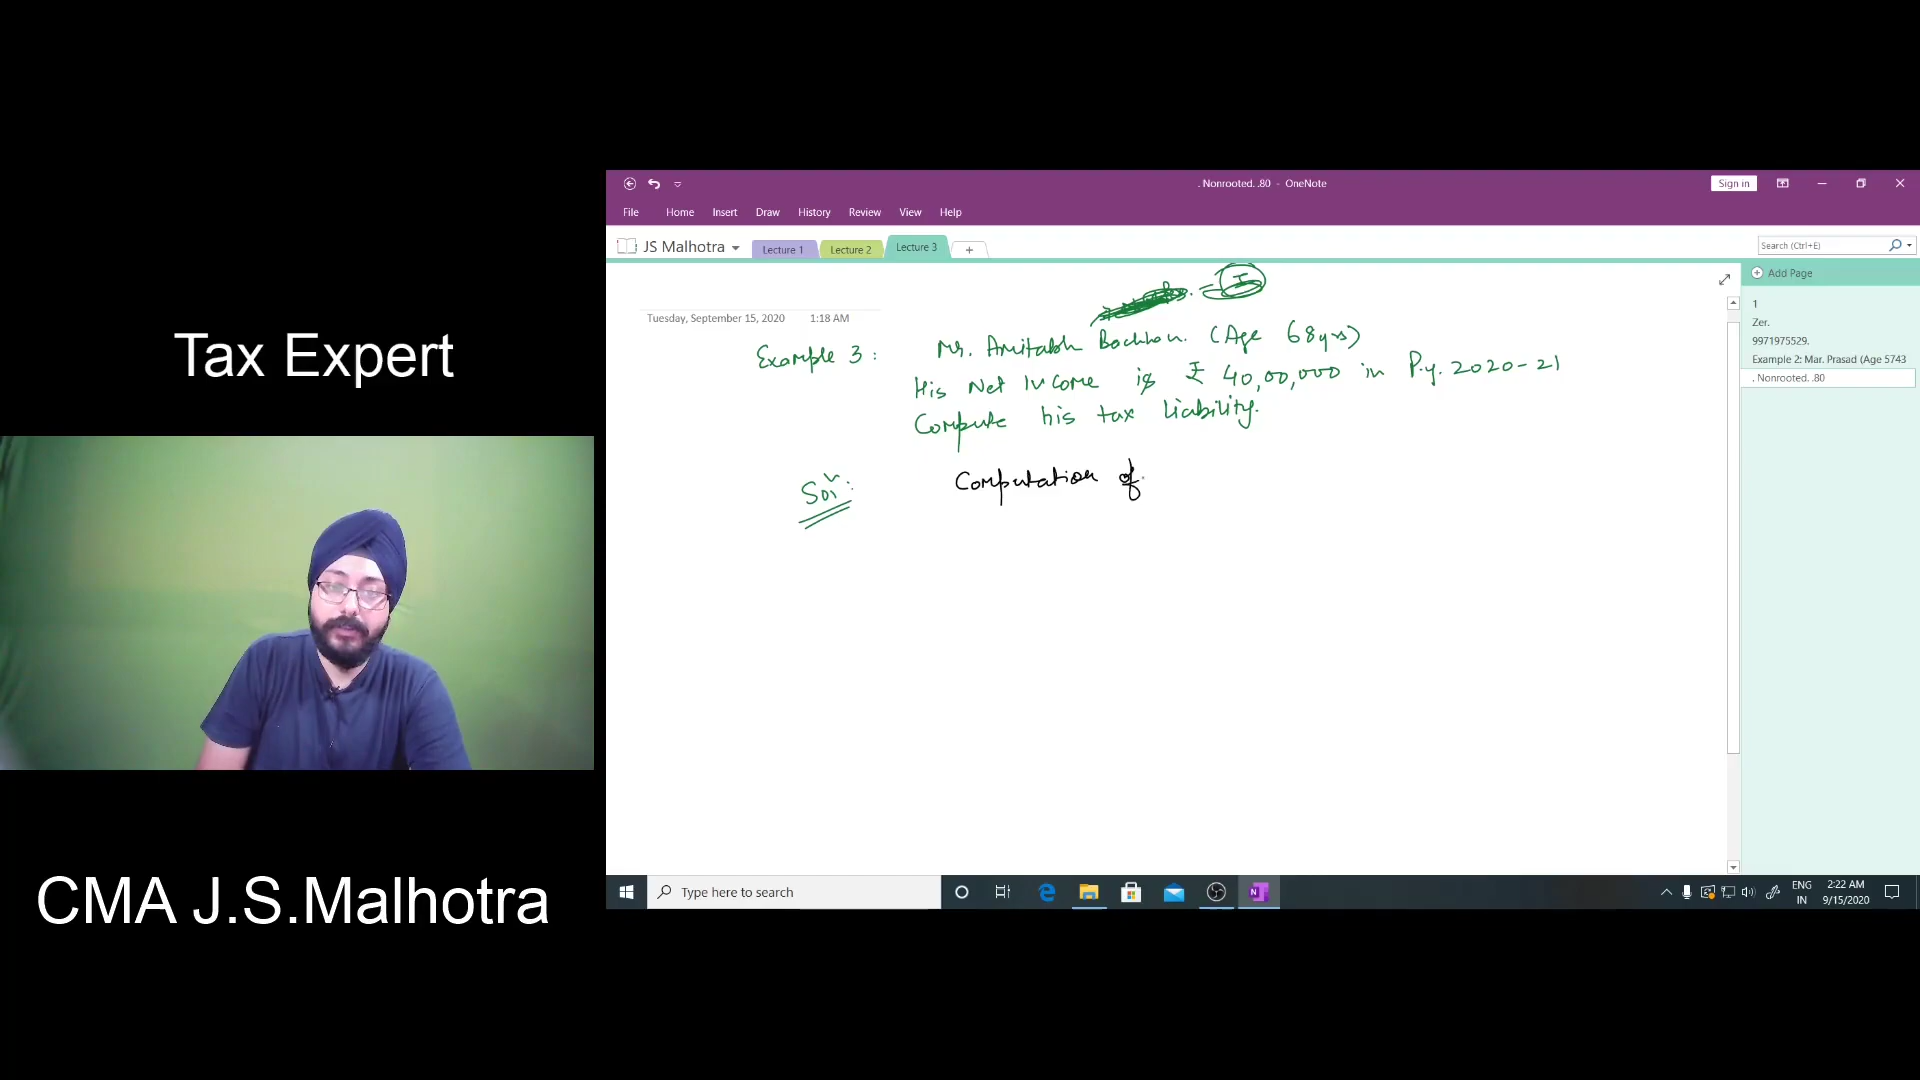 Tax Expert
CMA J.S.Malhotra
. Nonrooted. .80 - OneNote
Sign in
File Home Insert Draw History Review View Help
JS Malhotra
Lecture 1 Lecture 2 Lecture 3 +
Search (Ctrl+E)
Add Page
1
Zer.
9971975529.
Example 2: Mar. Prasad (Age 5743
. Nonrooted. .80
Tuesday, September 15, 2020 1:18 AM
Example 3 : Mr. Amitabh Bachhan. (Age 68yrs)
His Net Income is ₹ 40,00,000 in P.y. 2020-21
Compute his tax liability.
Solⁿ: Computation of
Type here to search
ENG
IN
2:22 AM
9/15/2020